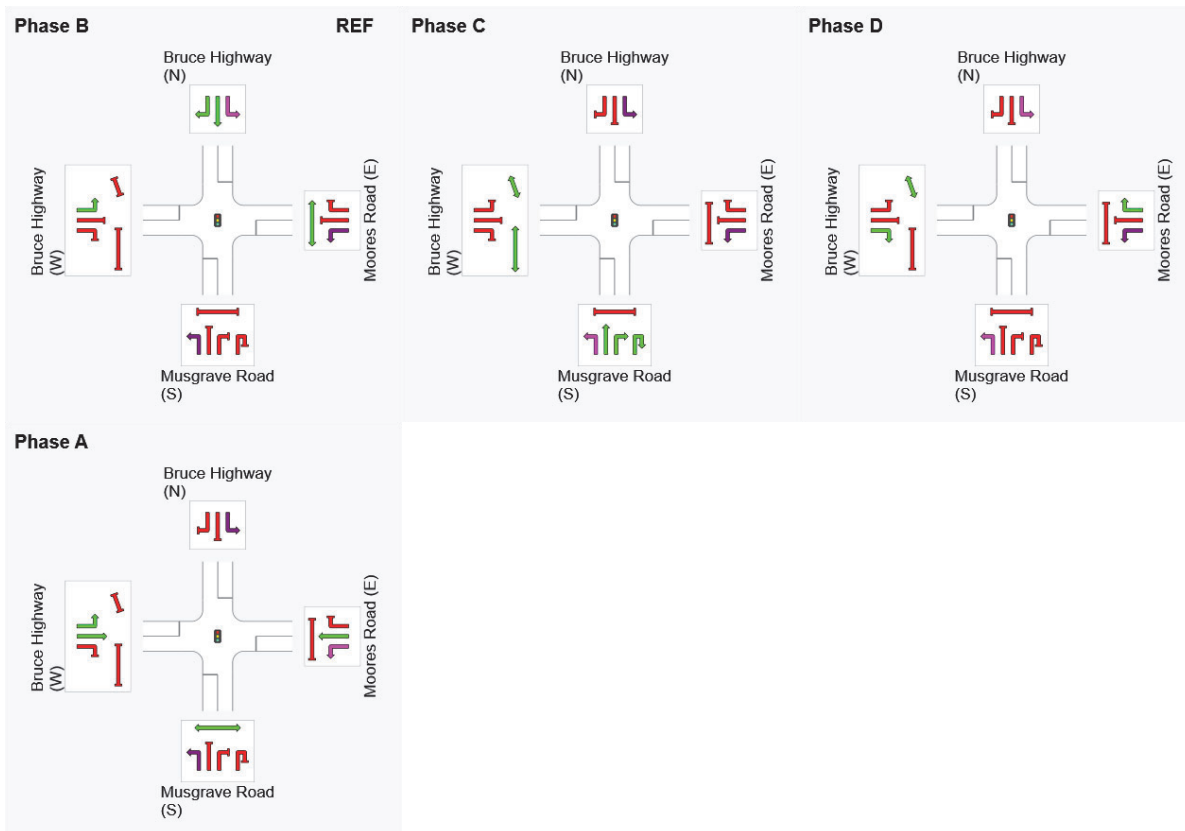 Phase B
REF
Bruce Highway
(N)
Bruce Highway
(W)
Moores Road (E)
Musgrave Road
(S)
Phase C
Bruce Highway
(N)
Bruce Highway
(W)
Moores Road (E)
Musgrave Road
(S)
Phase D
Bruce Highway
(N)
Bruce Highway
(W)
Moores Road (E)
Musgrave Road
(S)
Phase A
Bruce Highway
(N)
Bruce Highway
(W)
Moores Road (E)
Musgrave Road
(S)